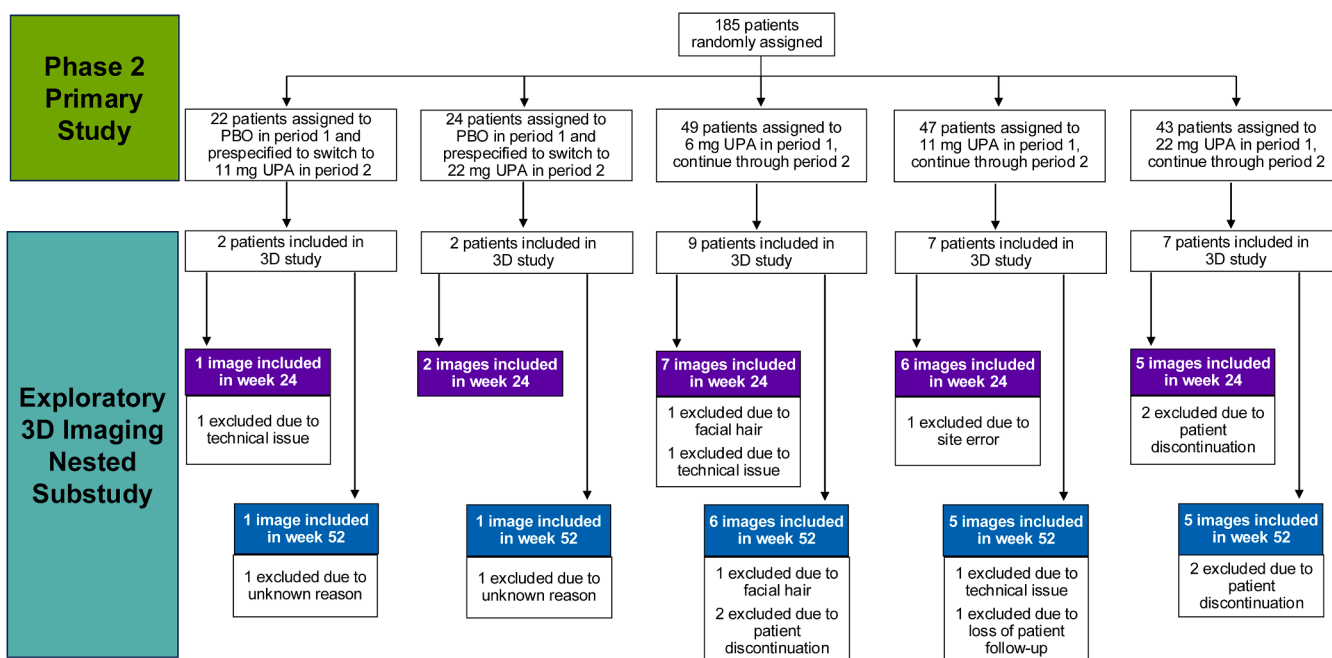 Phase 2
Primary
Study
185 patients
randomly assigned
22 patients assigned to
PBO in period 1 and
prespecified to switch to
11 mg UPA in period 2
24 patients assigned to
PBO in period 1 and
prespecified to switch to
22 mg UPA in period 2
49 patients assigned to
6 mg UPA in period 1,
continue through period 2
47 patients assigned to
11 mg UPA in period 1,
continue through period 2
43 patients assigned to
22 mg UPA in period 1,
continue through period 2
Exploratory
3D Imaging
Nested
Substudy
2 patients included in
3D study
2 patients included in
3D study
9 patients included in
3D study
7 patients included in
3D study
7 patients included in
3D study
1 image included
in week 24
1 excluded due to
technical issue
2 images included
in week 24
7 images included
in week 24
1 excluded due to
facial hair
1 excluded due to
technical issue
6 images included
in week 24
1 excluded due to
site error
5 images included
in week 24
2 excluded due to
patient
discontinuation
1 image included
in week 52
1 excluded due to
unknown reason
1 image included
in week 52
1 excluded due to
unknown reason
6 images included
in week 52
1 excluded due to
facial hair
2 excluded due to
patient
discontinuation
5 images included
in week 52
1 excluded due to
technical issue
1 excluded due to
loss of patient
follow-up
5 images included
in week 52
2 excluded due to
patient
discontinuation